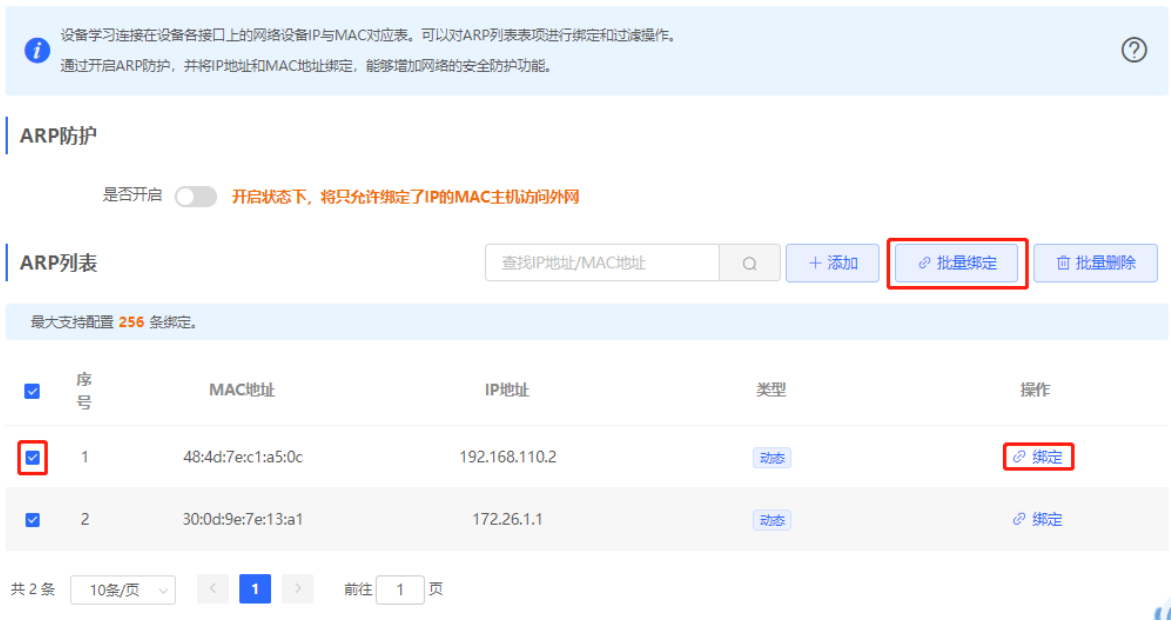 设备学习连接在设备各接口上的网络设备IP与MAC对应表。可以对ARP列表表项进行绑定和过滤操作。
通过开启ARP防护，并将IP地址和MAC地址绑定，能够增加网络的安全防护功能。
ARP防护
是否开启 开启状态下，将只允许绑定了IP的MAC主机访问外网
ARP列表 查找IP地址/MAC地址 + 添加 批量绑定 批量删除
最大支持配置 256 条绑定。
序号 MAC地址 IP地址 类型 操作
1 48:4d:7e:c1:a5:0c 192.168.110.2 动态 绑定
2 30:0d:9e:7e:13:a1 172.26.1.1 动态 绑定
共 2 条 10条/页 < 1 > 前往 1 页